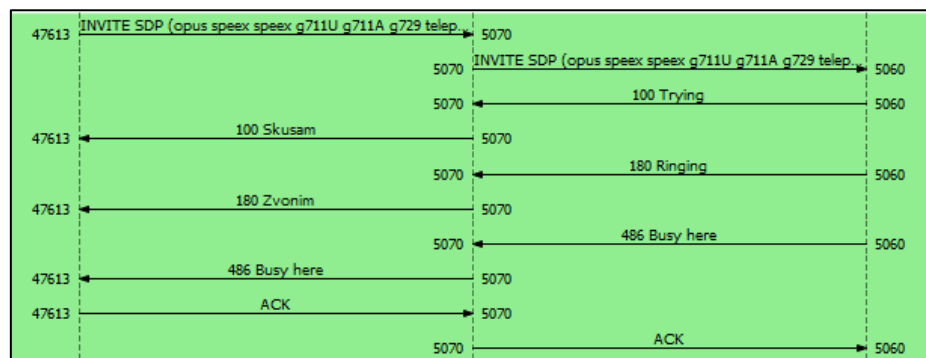 47613 INVITE SDP (opus speex speex g711U g711A g729 telep... 5070
5070 INVITE SDP (opus speex speex g711U g711A g729 telep... 5060
5070 100 Trying 5060
47613 100 Skusam 5070
5070 180 Ringing 5060
47613 180 Zvonim 5070
5070 486 Busy here 5060
47613 486 Busy here 5070
47613 ACK 5070
5070 ACK 5060